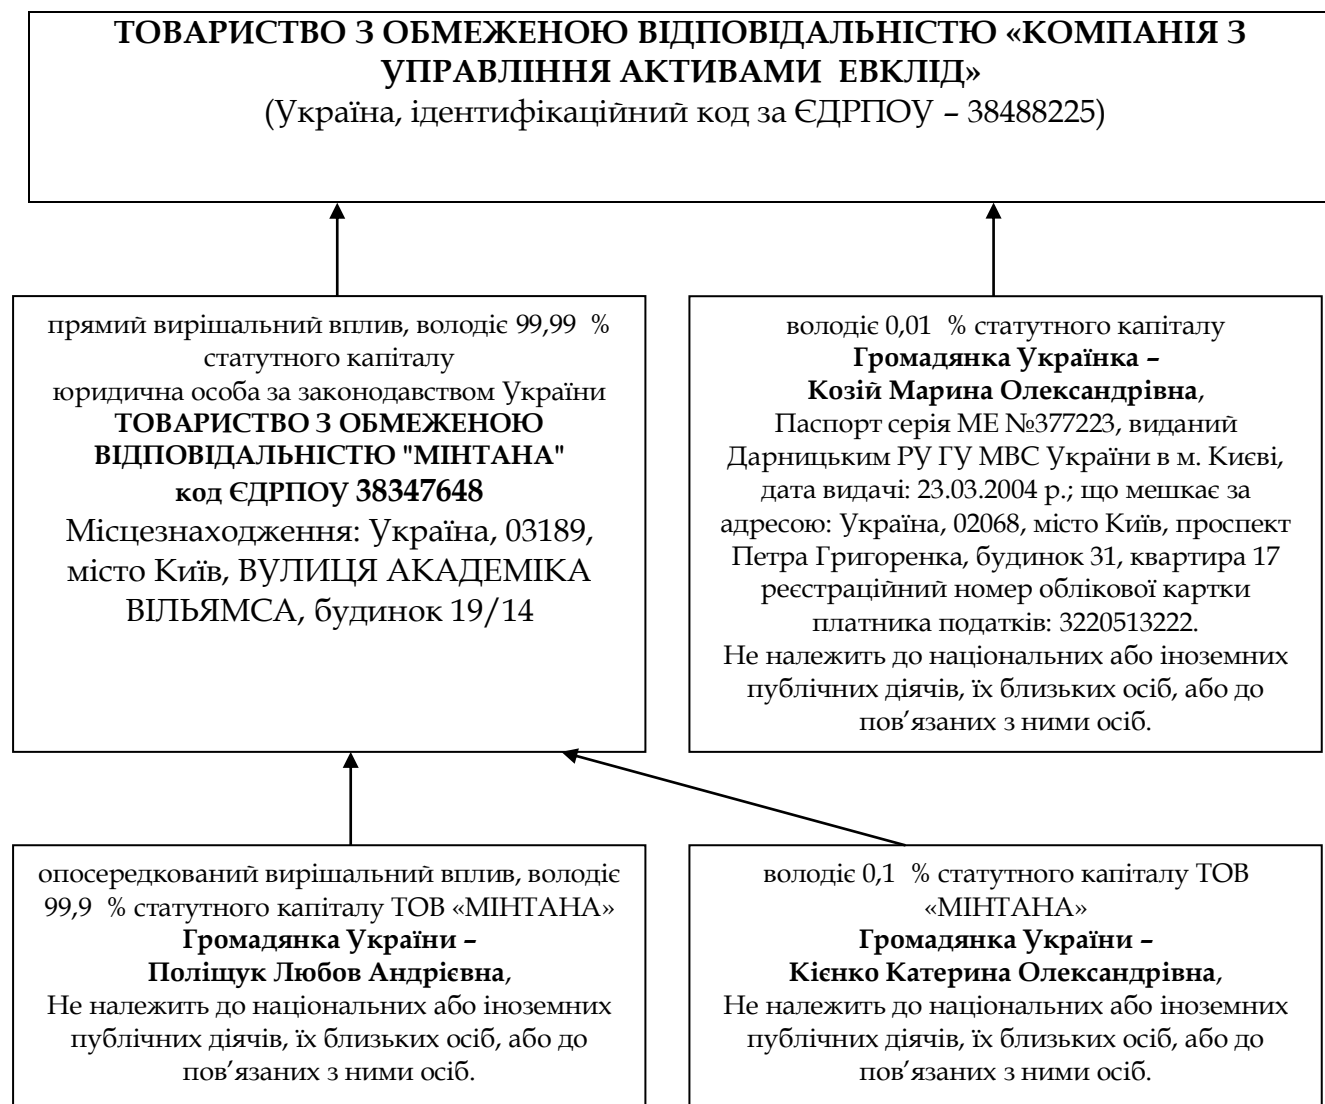 ТОВАРИСТВО З ОБМЕЖЕНОЮ ВІДПОВІДАЛЬНІСТЮ «КОМПАНІЯ З
УПРАВЛІННЯ АКТИВАМИ ЕВКЛІД»
(Україна, ідентифікаційний код за ЄДРПОУ – 38488225)
прямий вирішальний вплив, володіє 99,99 %
статутного капіталу
юридична особа за законодавством України
ТОВАРИСТВО З ОБМЕЖЕНОЮ
ВІДПОВІДАЛЬНІСТЮ "МІНТАНА"
код ЄДРПОУ 38347648
Місцезнаходження: Україна, 03189,
місто Київ, ВУЛИЦЯ АКАДЕМІКА
ВІЛЬЯМСА, будинок 19/14
володіє 0,01 % статутного капіталу
Громадянка Українка –
Козій Марина Олександрівна,
Паспорт серія МЕ №377223, виданий
Дарницьким РУ ГУ МВС України в м. Києві,
дата видачі: 23.03.2004 р.; що мешкає за
адресою: Україна, 02068, місто Київ, проспект
Петра Григоренка, будинок 31, квартира 17
реєстраційний номер облікової картки
платника податків: 3220513222.
Не належить до національних або іноземних
публічних діячів, їх близьких осіб, або до
пов’язаних з ними осіб.
опосередкований вирішальний вплив, володіє
99,9 % статутного капіталу ТОВ «МІНТАНА»
Громадянка України –
Поліщук Любов Андрієвна,
Не належить до національних або іноземних
публічних діячів, їх близьких осіб, або до
пов’язаних з ними осіб.
володіє 0,1 % статутного капіталу ТОВ
«МІНТАНА»
Громадянка України –
Кієнко Катерина Олександрівна,
Не належить до національних або іноземних
публічних діячів, їх близьких осіб, або до
пов’язаних з ними осіб.